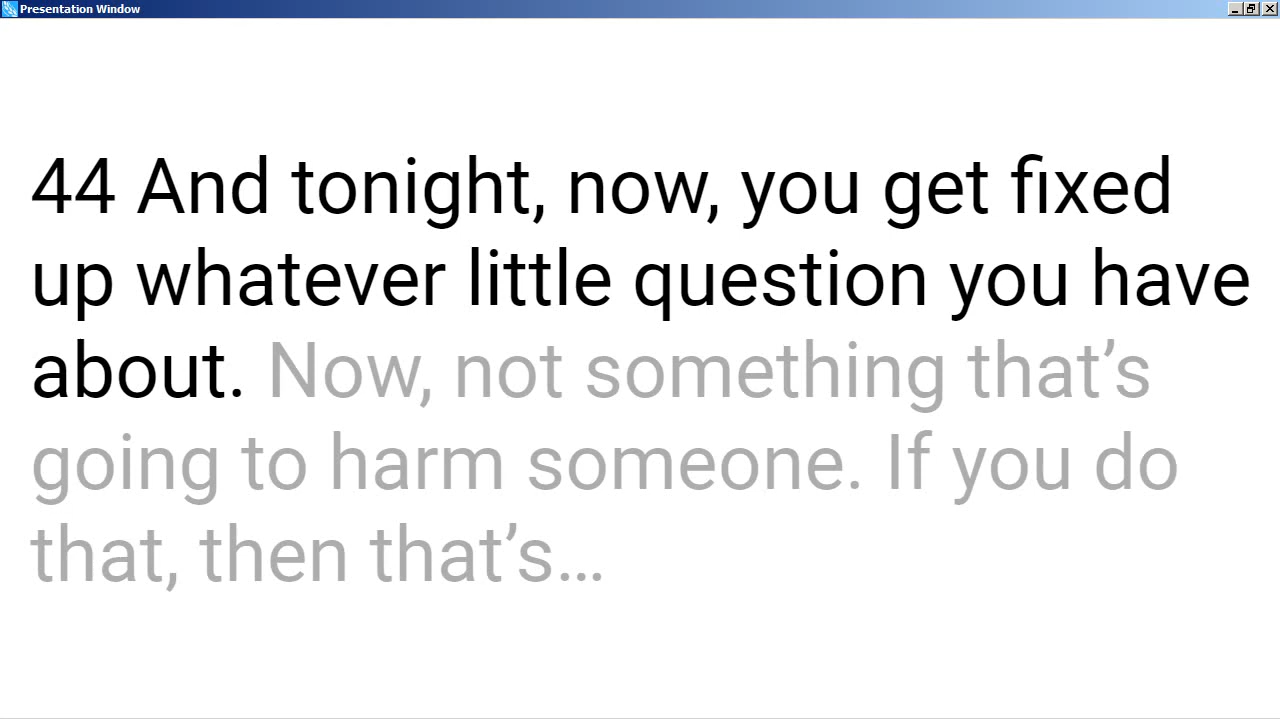 Presentation Window
44 And tonight, now, you get fixed
up whatever little question you have
about. Now, not something that’s
going to harm someone. If you do
that, then that’s…